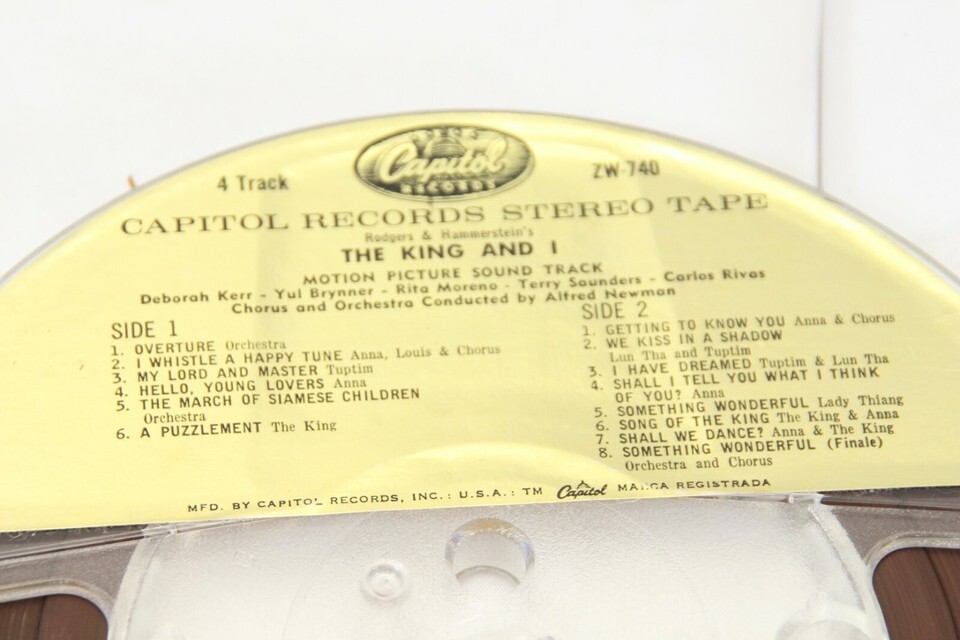 RECORDS
Capitol
RECORDS
4 Track
ZW-740
CAPITOL RECORDS STEREO TAPE
Rodgers & Hammerstein's
THE KING AND I
MOTION PICTURE SOUND TRACK
Deborah Kerr - Yul Brynner - Rita Moreno - Terry Saunders - Carlos Rivas
Chorus and Orchestra Conducted by Alfred Newman
SIDE 1
1. OVERTURE Orchestra
2. I WHISTLE A HAPPY TUNE Anna, Louis & Chorus
3. MY LORD AND MASTER Tuptim
4. HELLO, YOUNG LOVERS Anna
5. THE MARCH OF SIAMESE CHILDREN
Orchestra
6. A PUZZLEMENT The King
SIDE 2
1. GETTING TO KNOW YOU Anna & Chorus
2. WE KISS IN A SHADOW
Lun Tha and Tuptim
3. I HAVE DREAMED Tuptim & Lun Tha
4. SHALL I TELL YOU WHAT I THINK
OF YOU? Anna
5. SOMETHING WONDERFUL Lady Thiang
6. SONG OF THE KING The King & Anna
7. SHALL WE DANCE? Anna & The King
8. SOMETHING WONDERFUL (Finale)
Orchestra and Chorus
MFD. BY CAPITOL RECORDS, INC.: U.S.A.: TM Capitol MARCA REGISTRADA